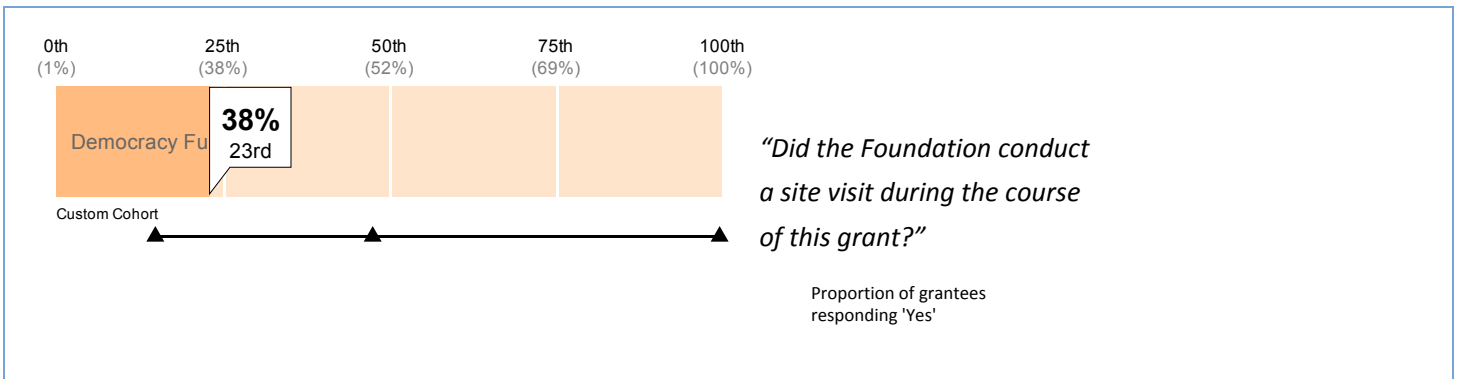 0th 25th 50th 75th 100th
(1%) (38%) (52%) (69%) (100%)
Democracy Fu
38%
23rd
Custom Cohort
“Did the Foundation conduct
a site visit during the course
of this grant?”
Proportion of grantees
responding 'Yes'